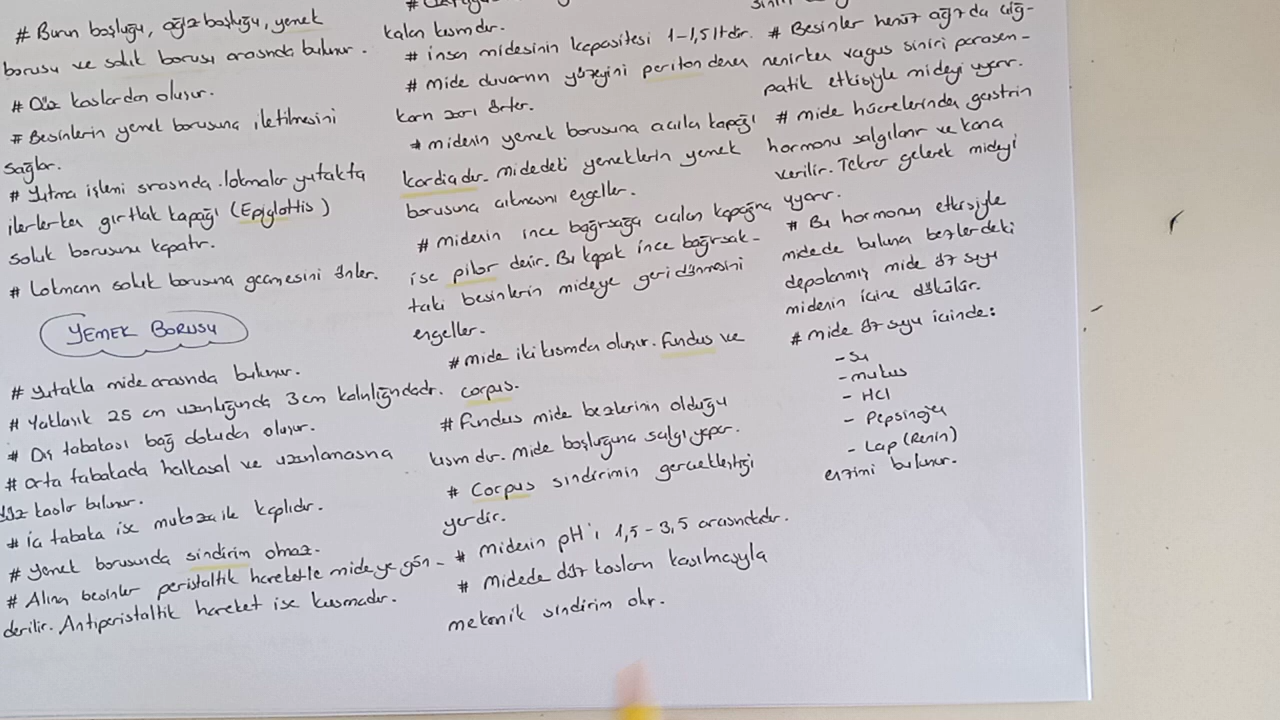 # Burun boşluğu, ağız boşluğu, yemek
borusu ve soluk borusu arasında bulunur.
# Düz kaslardan oluşur.
# Besinlerin yemek borusuna iletilmesini
sağlar.
# Yutma işlemi sırasında lokmalar yutakta
ilerlerken gırtlak kapağı (Epiglottis)
soluk borusunu kapatır.
# Lokmanın soluk borusuna geçmesini önler.
YEMEK BORUSU
# Yutakla mide arasında bulunur.
# Yaklaşık 25 cm uzunluğunda 3cm kalınlığındadır.
# Dış tabakası bağ dokudan oluşur.
# Orta tabakada halkasal ve uzunlamasına
düz kaslar bulunur.
# İç tabaka ise mukoza ile kaplıdır.
# Yemek borusunda sindirim olmaz.
# Alınan besinler peristaltik hareketle mideye gön-
derilir. Antiperistaltik hareket ise kusmadır.
kalan kısmıdır.
# insan midesinin kapasitesi 1-1,5 ltdir.
# mide duvarının yüzeyini periton denen
karın zarı örter.
# midenin yemek borusuna açılan kapağı
kardiadır. midedeki yemeklerin yemek
borusuna çıkmasını engeller.
# midenin ince bağırsağa açılan kapağına
ise pilor denir. Bu kapak ince bağırsak-
taki besinlerin mideye geri dönmesini
engeller.
# mide iki kısımda oluşur. fundus ve
corpus.
# fundus mide bezlerinin olduğu
kısımdır. mide boşluğuna salgı yapar.
# Corpus sindirimin gerçekleştiği
yerdir.
# midenin pH'ı 1,5-3,5 arasındadır.
# midede düz kasların kasılmasıyla
mekanik sindirim olur.
# Besinler henüz ağızda çiğ-
nenirken vagus siniri parasem-
patik etkisiyle mideyi uyarır.
# mide hücrelerinden gastrin
hormonu salgılanır ve kana
verilir. Tekrar gelerek mideyi
uyarır.
# Bu hormonun etkisiyle
midede bulunan bezlerdeki
depolanmış mide öz suyu
midenin içine dökülür.
# mide öz suyu içinde:
- Su
- mukus
- HCl
- Pepsinojen
- Lap (Renin)
enzimi bulunur.